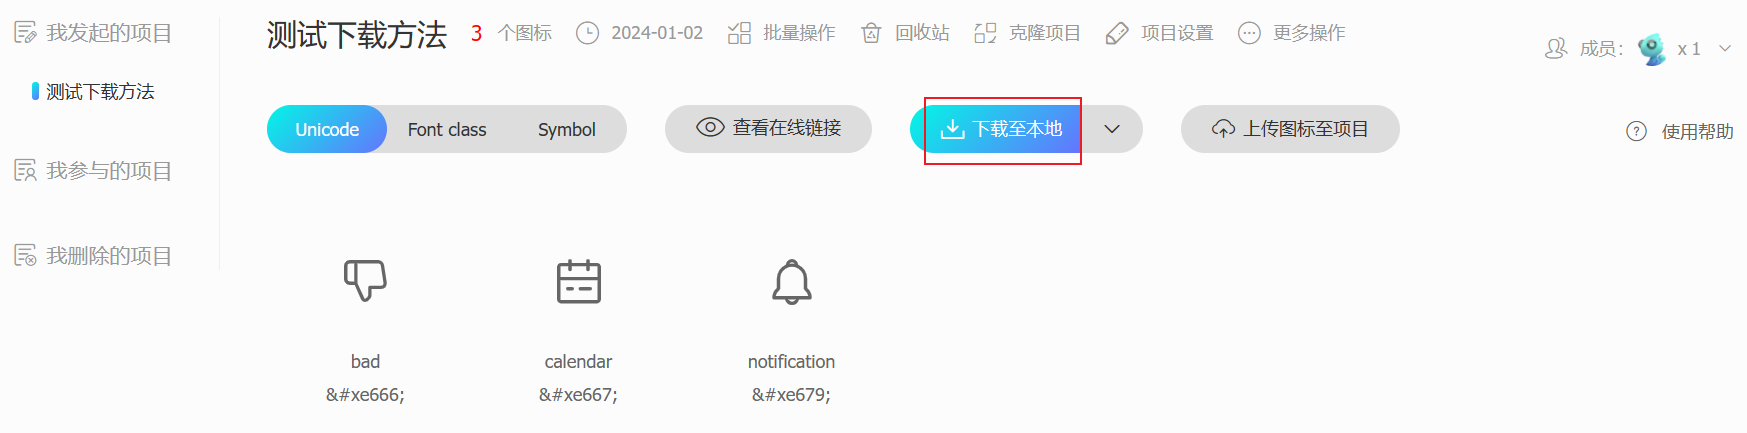 我发起的项目
测试下载方法
我参与的项目
我删除的项目
测试下载方法 3 个图标 2024-01-02 批量操作 回收站 克隆项目 项目设置 更多操作
成员： x 1
Unicode Font class Symbol 查看在线链接 下载至本地 上传图标至项目
使用帮助
bad calendar notification
&#xe666; &#xe667; &#xe679;